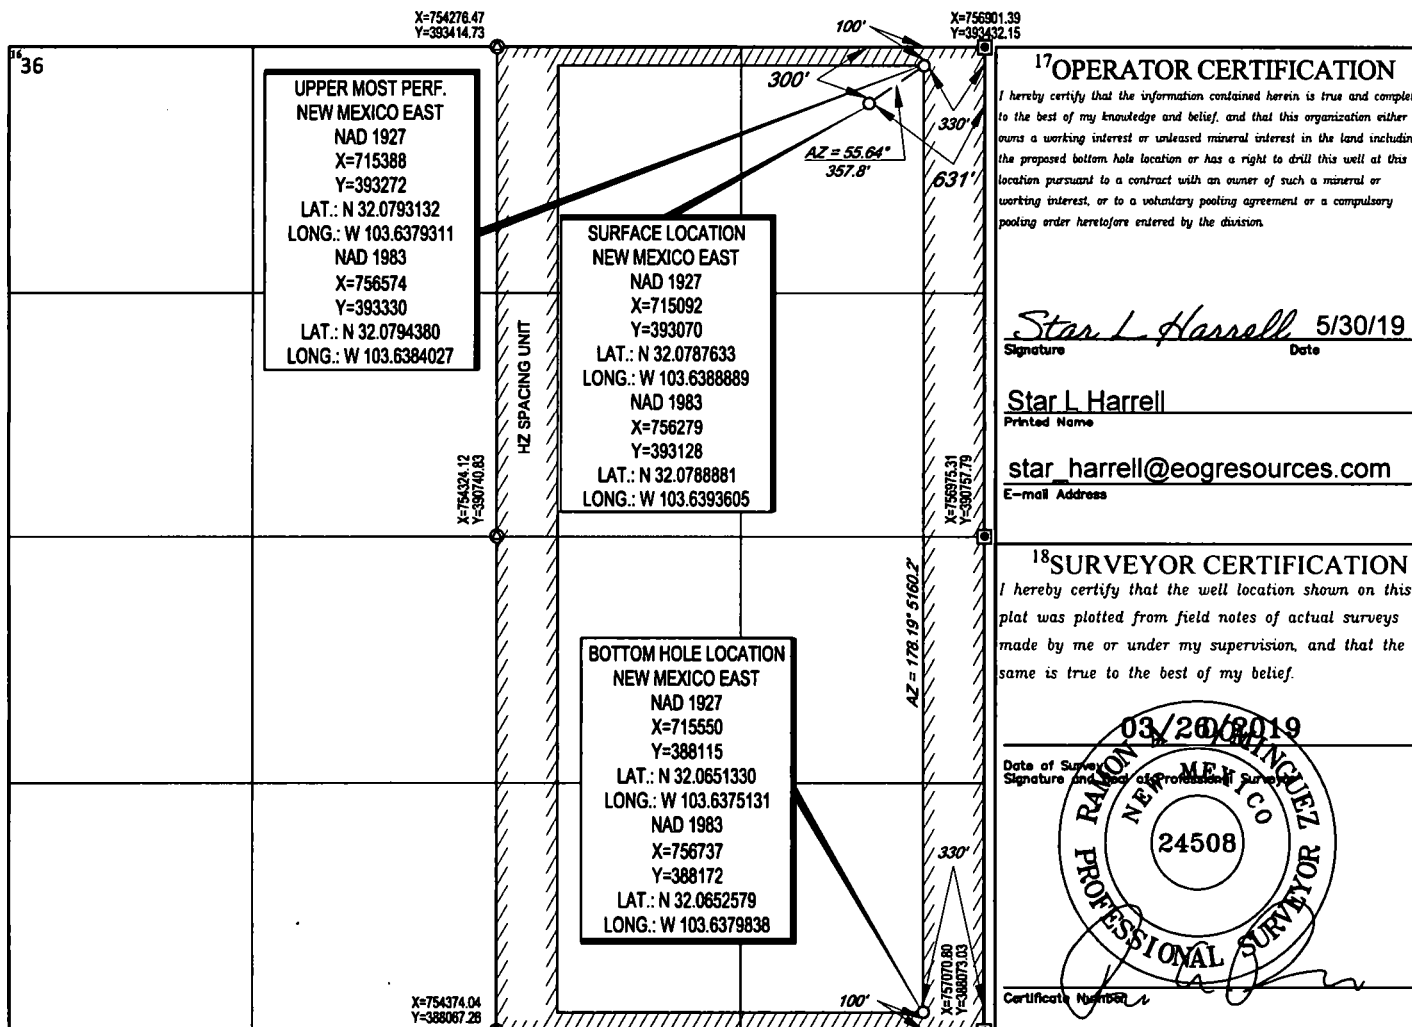 X=754276.47
Y=393414.73
X=756901.39
Y=393432.15
16
36
100'
300'
330'
631'
AZ = 55.64°
357.8'
UPPER MOST PERF.
NEW MEXICO EAST
NAD 1927
X=715388
Y=393272
LAT.: N 32.0793132
LONG.: W 103.6379311
NAD 1983
X=756574
Y=393330
LAT.: N 32.0794380
LONG.: W 103.6384027
SURFACE LOCATION
NEW MEXICO EAST
NAD 1927
X=715092
Y=393070
LAT.: N 32.0787633
LONG.: W 103.6388889
NAD 1983
X=756279
Y=393128
LAT.: N 32.0788881
LONG.: W 103.6393605
HZ SPACING UNIT
X=754324.12
Y=390740.83
X=756975.31
Y=390757.79
AZ = 178.19° 5160.2'
BOTTOM HOLE LOCATION
NEW MEXICO EAST
NAD 1927
X=715550
Y=388115
LAT.: N 32.0651330
LONG.: W 103.6375131
NAD 1983
X=756737
Y=388172
LAT.: N 32.0652579
LONG.: W 103.6379838
330'
X=757070.80
Y=388073.03
100'
X=754374.04
Y=388067.26
17 OPERATOR CERTIFICATION
I hereby certify that the information contained herein is true and complet
to the best of my knowledge and belief, and that this organization either
owns a working interest or unleased mineral interest in the land includin
the proposed bottom hole location or has a right to drill this well at this
location pursuant to a contract with an owner of such a mineral or
working interest, or to a voluntary pooling agreement or a compulsory
pooling order heretofore entered by the division.
Star L Harrell 5/30/19
Signature Date
Star L Harrell
Printed Name
star_harrell@eogresources.com
E-mail Address
18 SURVEYOR CERTIFICATION
I hereby certify that the well location shown on this
plat was plotted from field notes of actual surveys
made by me or under my supervision, and that the
same is true to the best of my belief.
03/26/2019
Date of Survey
Signature and Seal of Professional Surveyor
RAMON A. DOMINGUEZ
NEW MEXICO
24508
PROFESSIONAL SURVEYOR
Certificate Number